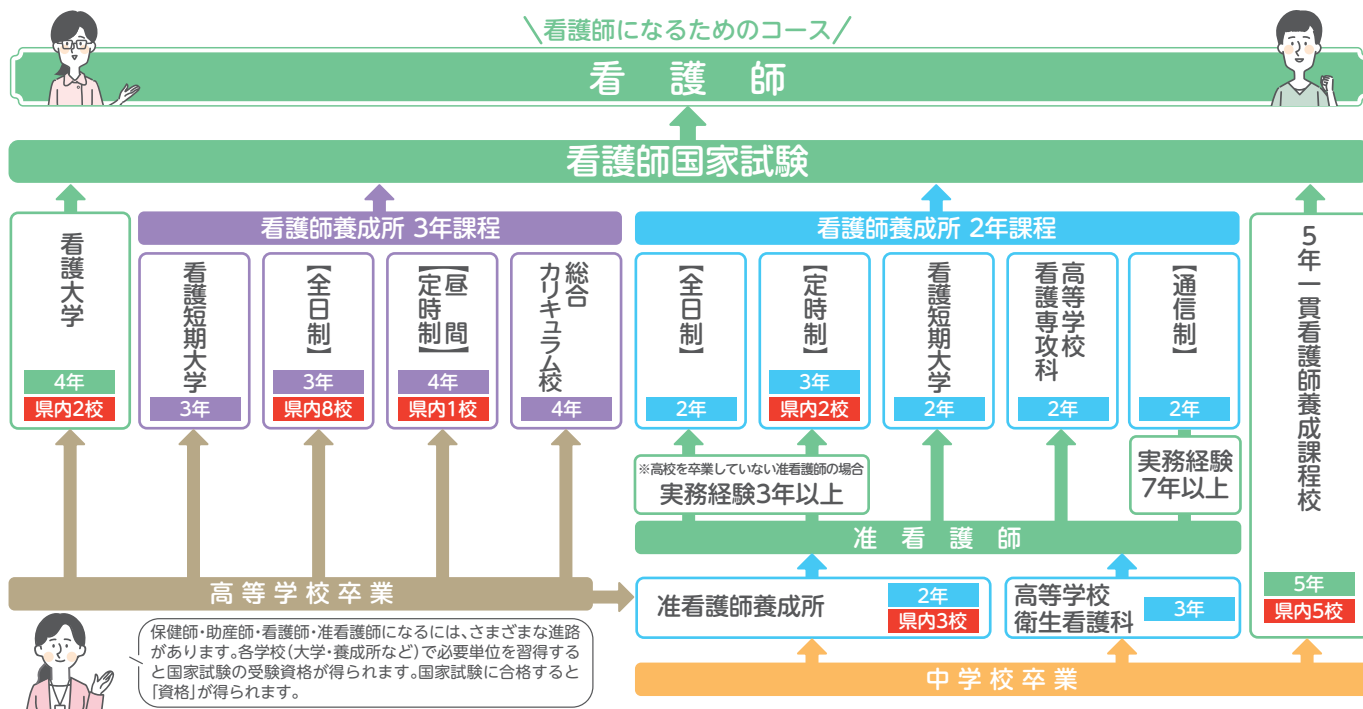 \看護師になるためのコース/
看護師
看護師国家試験
看護大学
4年
県内2校
看護師養成所 3年課程
看護短期大学
3年
【全日制】
3年
県内8校
【昼間
定時制】
4年
県内1校
総合
カリキュラム校
4年
看護師養成所 2年課程
【全日制】
2年
【定時制】
3年
県内2校
看護短期大学
2年
高等学校
看護専攻科
2年
【通信制】
2年
※高校を卒業していない准看護師の場合
実務経験3年以上
実務経験
7年以上
准看護師
5年一貫看護師養成課程校
5年
県内5校
高等学校卒業
准看護師養成所
2年
県内3校
高等学校
衛生看護科
3年
中学校卒業
保健師・助産師・看護師・准看護師になるには、さまざまな進路
があります。各学校(大学・養成所など)で必要単位を習得する
と国家試験の受験資格が得られます。国家試験に合格すると
「資格」が得られます。